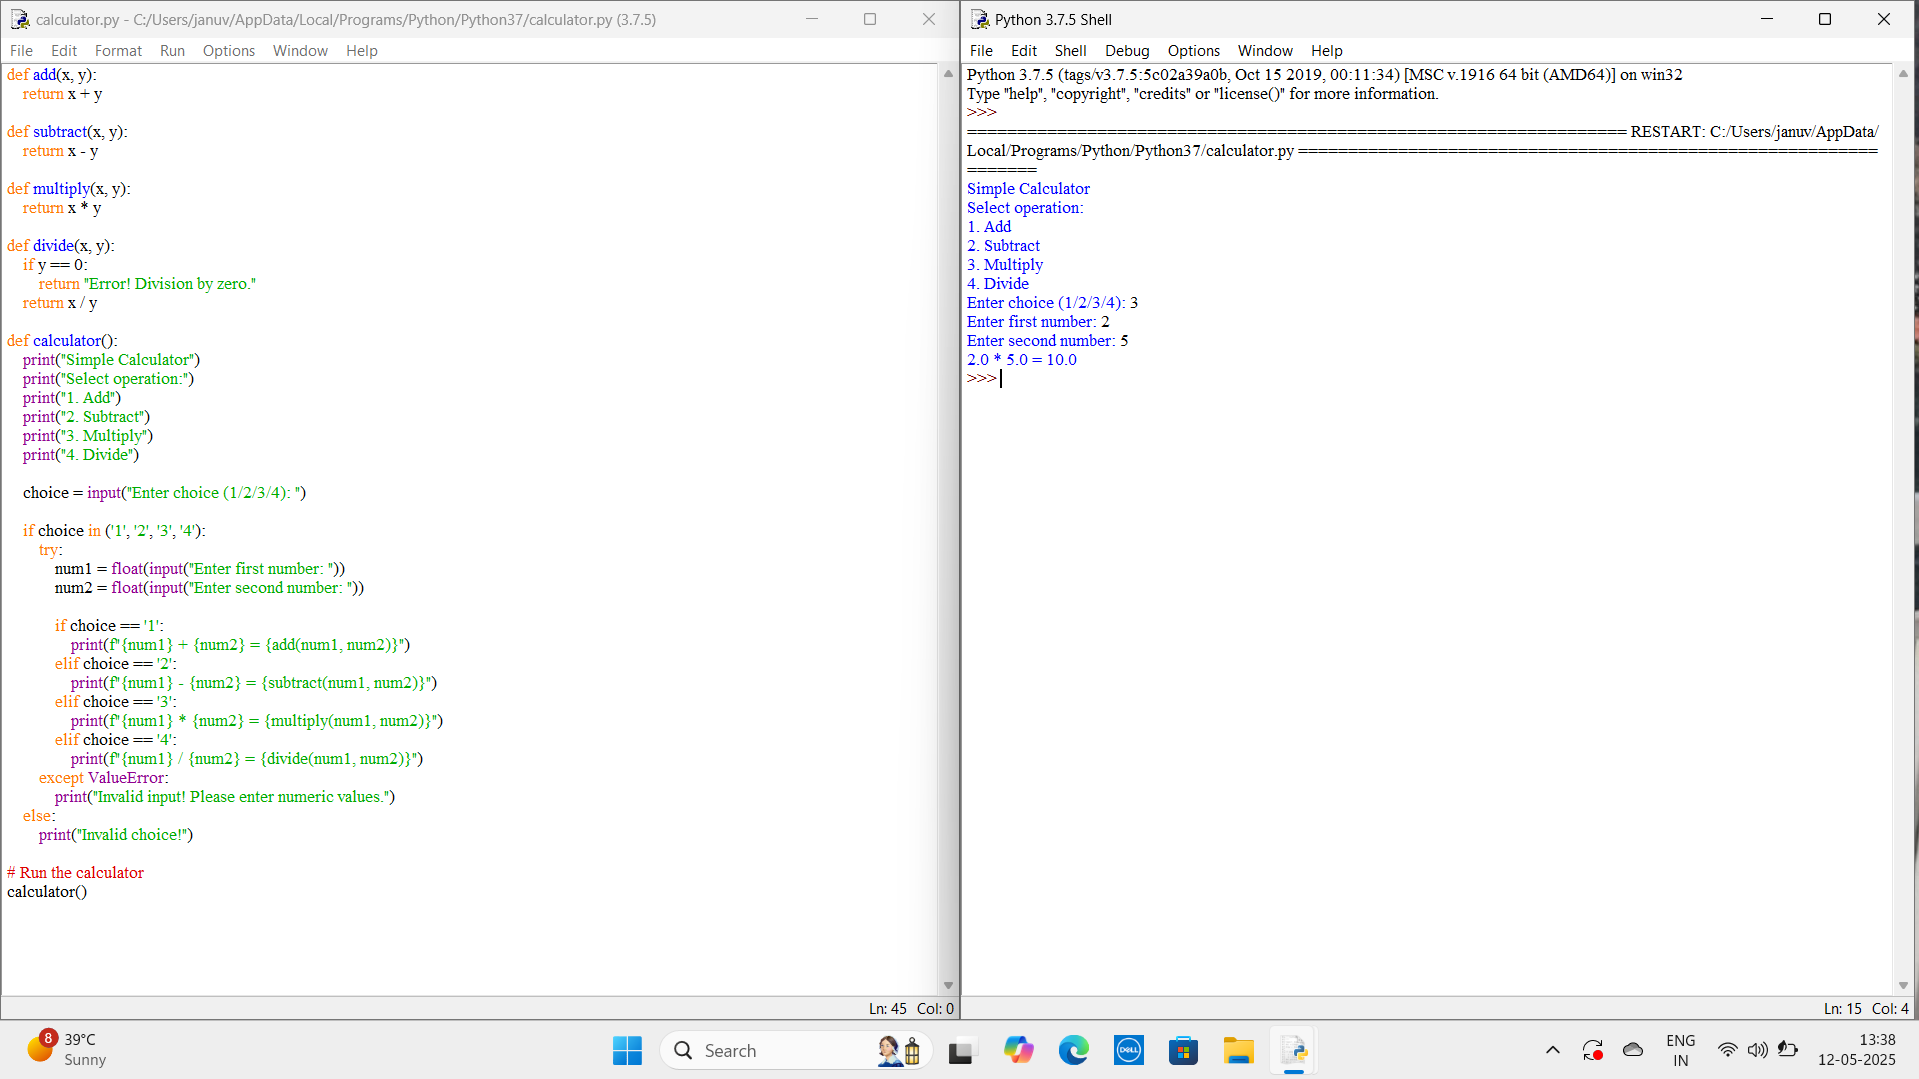 calculator.py - C:/Users/januv/AppData/Local/Programs/Python/Python37/calculator.py (3.7.5)
File Edit Format Run Options Window Help
def add(x, y):
    return x + y

def subtract(x, y):
    return x - y

def multiply(x, y):
    return x * y

def divide(x, y):
    if y == 0:
        return "Error! Division by zero."
    return x / y

def calculator():
    print("Simple Calculator")
    print("Select operation:")
    print("1. Add")
    print("2. Subtract")
    print("3. Multiply")
    print("4. Divide")

    choice = input("Enter choice (1/2/3/4): ")

    if choice in ('1', '2', '3', '4'):
        try:
            num1 = float(input("Enter first number: "))
            num2 = float(input("Enter second number: "))

            if choice == '1':
                print(f"{num1} + {num2} = {add(num1, num2)}")
            elif choice == '2':
                print(f"{num1} - {num2} = {subtract(num1, num2)}")
            elif choice == '3':
                print(f"{num1} * {num2} = {multiply(num1, num2)}")
            elif choice == '4':
                print(f"{num1} / {num2} = {divide(num1, num2)}")
        except ValueError:
            print("Invalid input! Please enter numeric values.")
    else:
        print("Invalid choice!")

# Run the calculator
calculator()
Ln: 45 Col: 0
Python 3.7.5 Shell
File Edit Shell Debug Options Window Help
Python 3.7.5 (tags/v3.7.5:5c02a39a0b, Oct 15 2019, 00:11:34) [MSC v.1916 64 bit (AMD64)] on win32
Type "help", "copyright", "credits" or "license()" for more information.
>>>
================================================================== RESTART: C:/Users/januv/AppData/
Local/Programs/Python/Python37/calculator.py ==========================================================
=======
Simple Calculator
Select operation:
1. Add
2. Subtract
3. Multiply
4. Divide
Enter choice (1/2/3/4): 3
Enter first number: 2
Enter second number: 5
2.0 * 5.0 = 10.0
>>>
Ln: 15 Col: 4
8
39°C
Sunny
Search
DELL
ENG
IN
13:38
12-05-2025